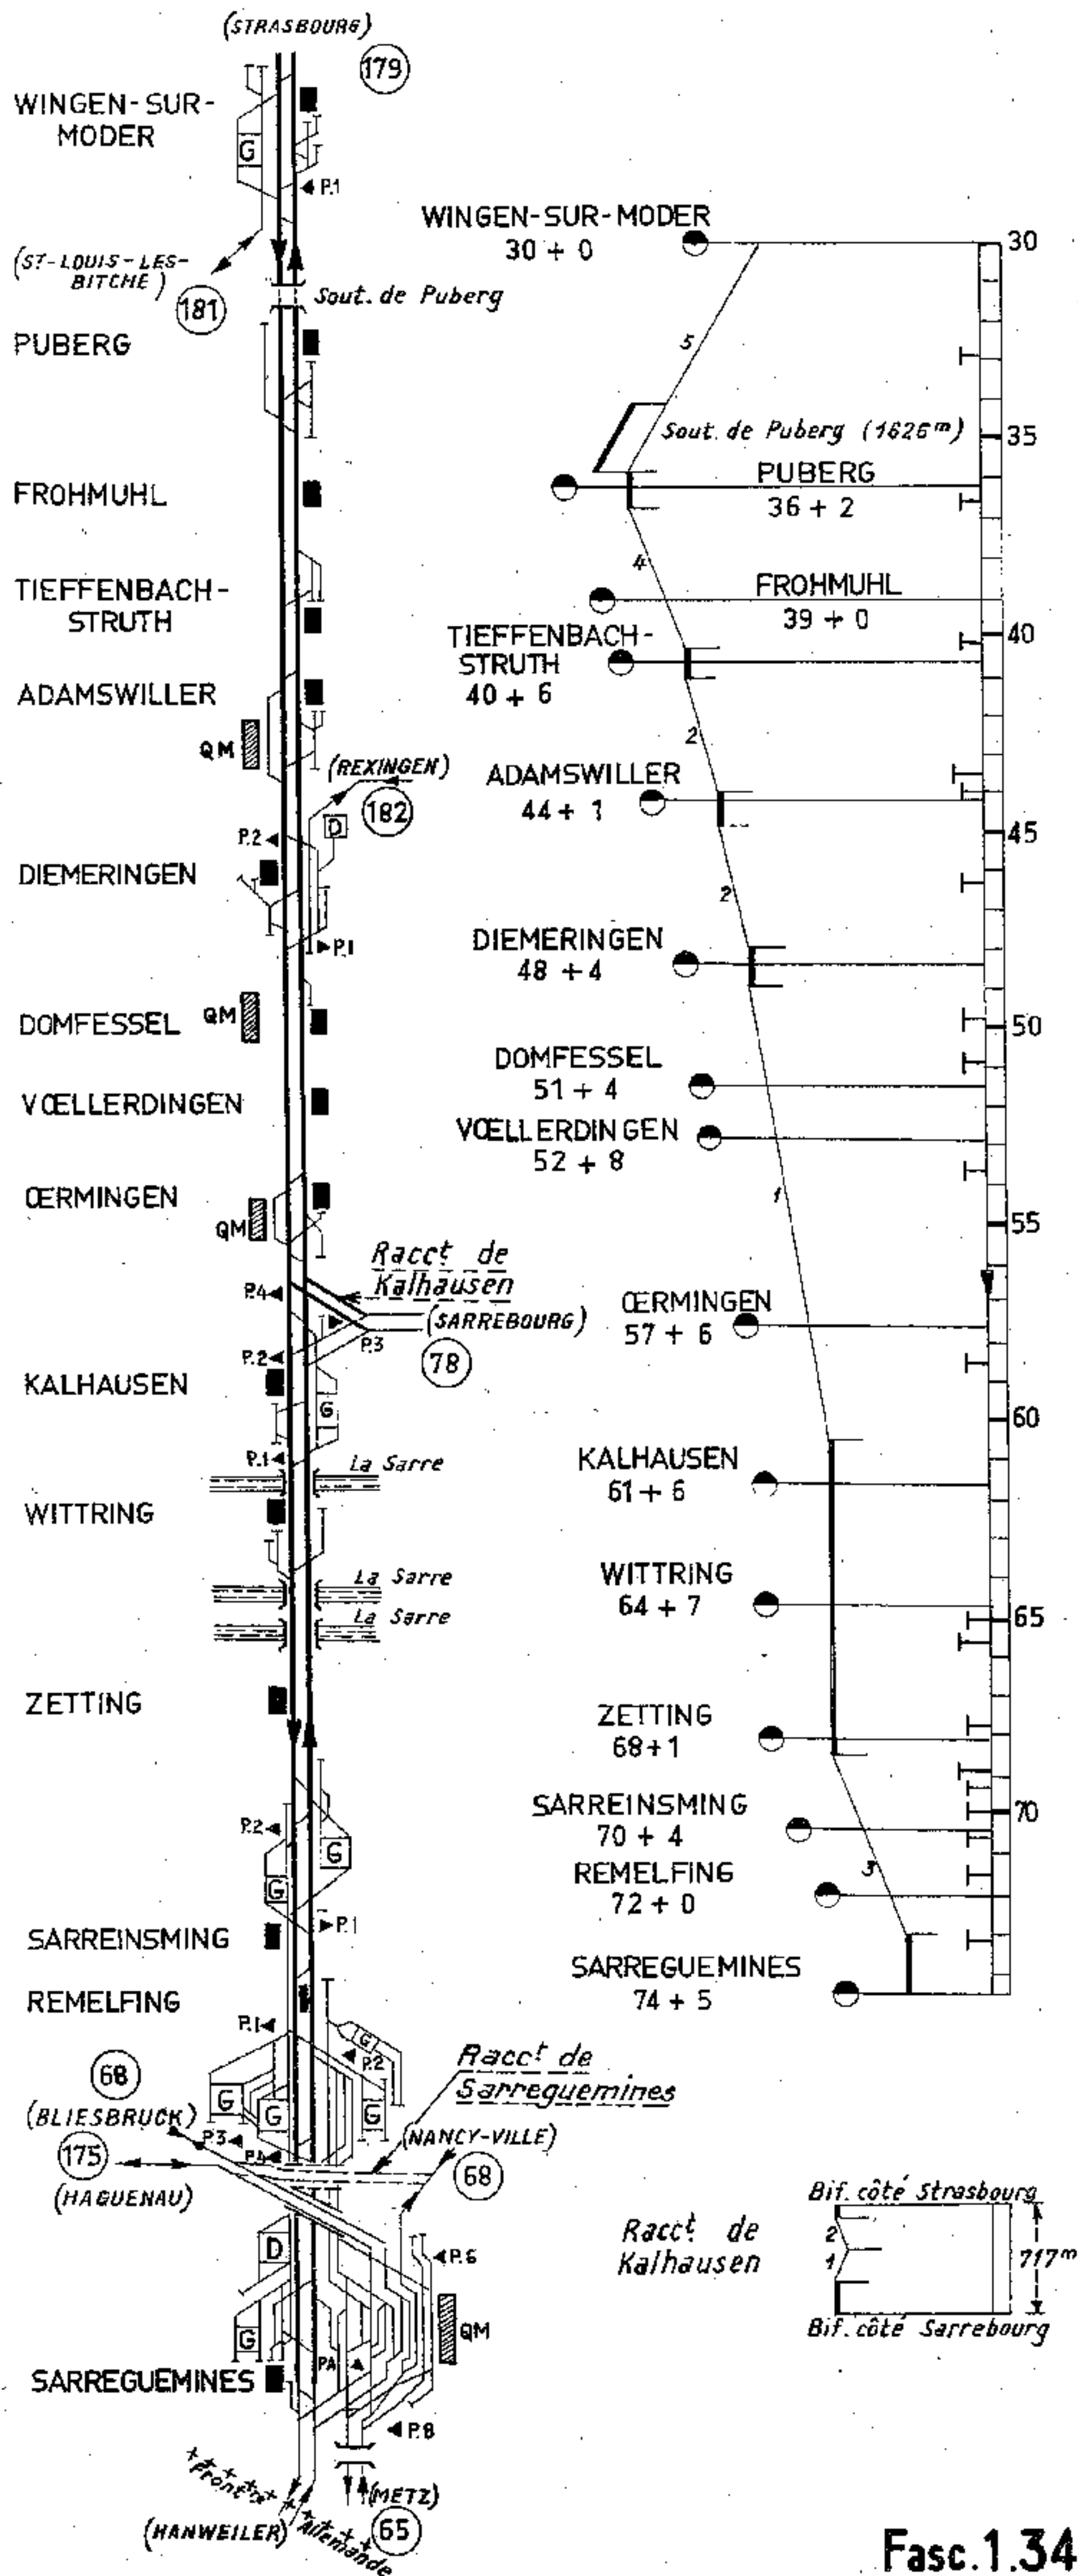 (STRASBOURG)
179
WINGEN-SUR-
MODER
G
P.1
(ST-LOUIS-LES-
BITCHE)
181
Sout. de Puberg
PUBERG
FROHMUHL
TIEFFENBACH-
STRUTH
ADAMSWILLER
QM
(REXINGEN)
182
D
P.2
DIEMERINGEN
P.1
DOMFESSEL
QM
VŒLLERDINGEN
ŒRMINGEN
QM
Racct de
Kalhausen
P.4
(SARREBOURG)
P.3
78
P.2
KALHAUSEN
G
P.1
La Sarre
WITTRING
La Sarre
La Sarre
ZETTING
P.2
G
G
P.1
SARREINSMING
REMELFING
P.1
G
P.2
Racct de
Sarreguemines
68
G
G
G
(BLIESBRUCK)
P.3
P.4
(NANCY-VILLE)
175
68
(HAGUENAU)
D
P.6
G
QM
PA
SARREGUEMINES
P.8
Frontre
Allemande
(HANWEILER)
(METZ)
65
WINGEN-SUR-MODER
30 + 0
30
5
Sout. de Puberg (1626m)
35
PUBERG
36 + 2
4
FROHMUHL
39 + 0
40
TIEFFENBACH-
STRUTH
40 + 6
2
ADAMSWILLER
44 + 1
45
2
DIEMERINGEN
48 + 4
50
DOMFESSEL
51 + 4
VŒLLERDINGEN
52 + 8
1
55
ŒRMINGEN
57 + 6
60
KALHAUSEN
61 + 6
WITTRING
64 + 7
65
ZETTING
68+1
70
SARREINSMING
70 + 4
3
REMELFING
72 + 0
SARREGUEMINES
74 + 5
Bif. côté Strasbourg
Racct de
Kalhausen
2
1
717m
Bif. côté Sarrebourg
Fasc.1.34